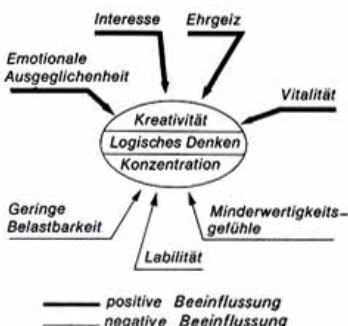 Interesse
Ehrgeiz
Emotionale
Ausgeglichenheit
Vitalität
Kreativität
Logisches Denken
Konzentration
Geringe
Belastbarkeit
Minderwertigkeits-
gefühle
Labilität
positive Beeinflussung
negative Beeinflussung